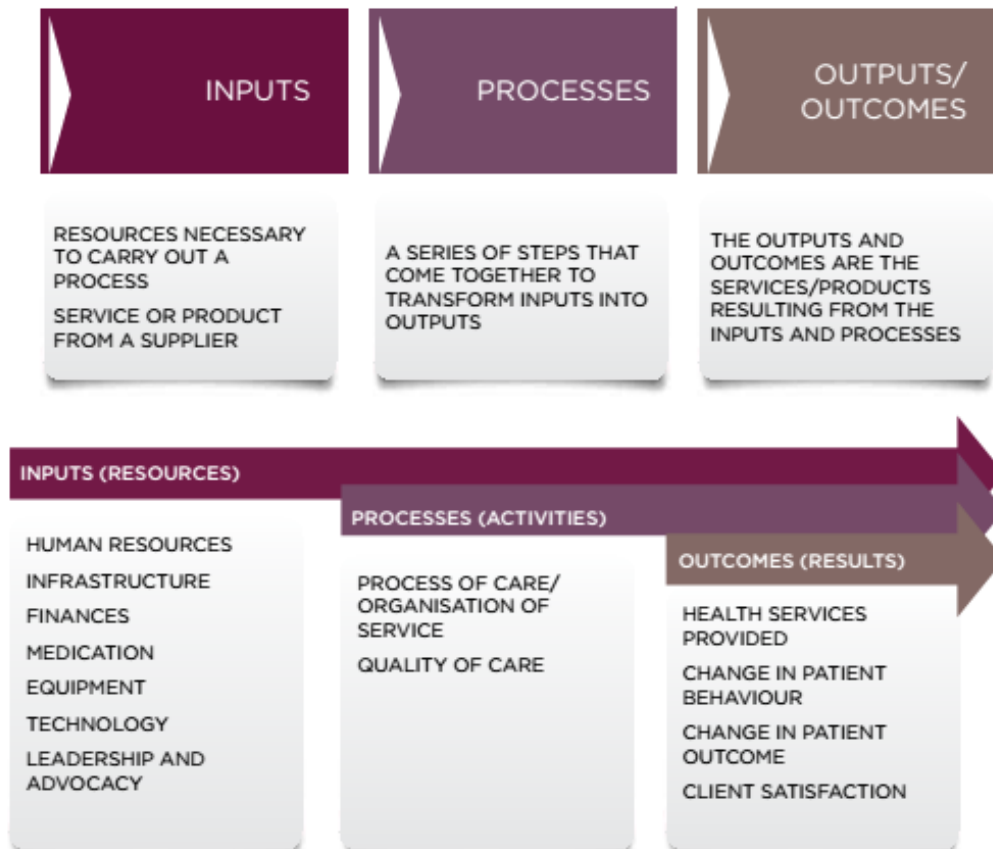 INPUTS
PROCESSES
OUTPUTS/
OUTCOMES
RESOURCES NECESSARY
TO CARRY OUT A
PROCESS
SERVICE OR PRODUCT
FROM A SUPPLIER
A SERIES OF STEPS THAT
COME TOGETHER TO
TRANSFORM INPUTS INTO
OUTPUTS
THE OUTPUTS AND
OUTCOMES ARE THE
SERVICES/PRODUCTS
RESULTING FROM THE
INPUTS AND PROCESSES
INPUTS (RESOURCES)
HUMAN RESOURCES
INFRASTRUCTURE
FINANCES
MEDICATION
EQUIPMENT
TECHNOLOGY
LEADERSHIP AND
ADVOCACY
PROCESSES (ACTIVITIES)
PROCESS OF CARE/
ORGANISATION OF
SERVICE
QUALITY OF CARE
OUTCOMES (RESULTS)
HEALTH SERVICES
PROVIDED
CHANGE IN PATIENT
BEHAVIOUR
CHANGE IN PATIENT
OUTCOME
CLIENT SATISFACTION